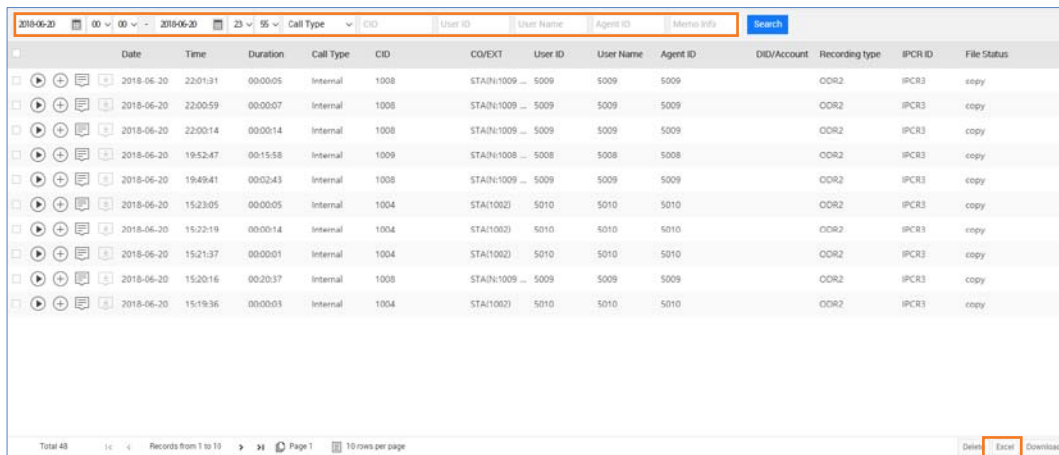 2018-06-20 00 00 - 2018-06-20 23 55 Call Type CID User ID User Name Agent ID Memo Info Search
Date Time Duration Call Type CID CO/EXT User ID User Name Agent ID DID/Account Recording type IPCR ID File Status
2018-06-20 22:01:31 00:00:05 Internal 1008 STA(N:1009 ... 5009 5009 5009 ODR2 IPCR3 copy
2018-06-20 22:00:59 00:00:07 Internal 1008 STA(N:1009 ... 5009 5009 5009 ODR2 IPCR3 copy
2018-06-20 22:00:14 00:00:14 Internal 1008 STA(N:1009 ... 5009 5009 5009 ODR2 IPCR3 copy
2018-06-20 19:52:47 00:15:58 Internal 1009 STA(N:1008 ... 5008 5008 5008 ODR2 IPCR3 copy
2018-06-20 19:49:41 00:02:43 Internal 1008 STA(N:1009 ... 5009 5009 5009 ODR2 IPCR3 copy
2018-06-20 15:23:05 00:00:05 Internal 1004 STA(1002) 5010 5010 5010 ODR2 IPCR3 copy
2018-06-20 15:22:19 00:00:14 Internal 1004 STA(1002) 5010 5010 5010 ODR2 IPCR3 copy
2018-06-20 15:21:37 00:00:01 Internal 1004 STA(1002) 5010 5010 5010 ODR2 IPCR3 copy
2018-06-20 15:20:16 00:20:37 Internal 1008 STA(N:1009 ... 5009 5009 5009 ODR2 IPCR3 copy
2018-06-20 15:19:36 00:00:03 Internal 1004 STA(1002) 5010 5010 5010 ODR2 IPCR3 copy
Total 48 Records from 1 to 10 Page 1 10 rows per page Delete Excel Download